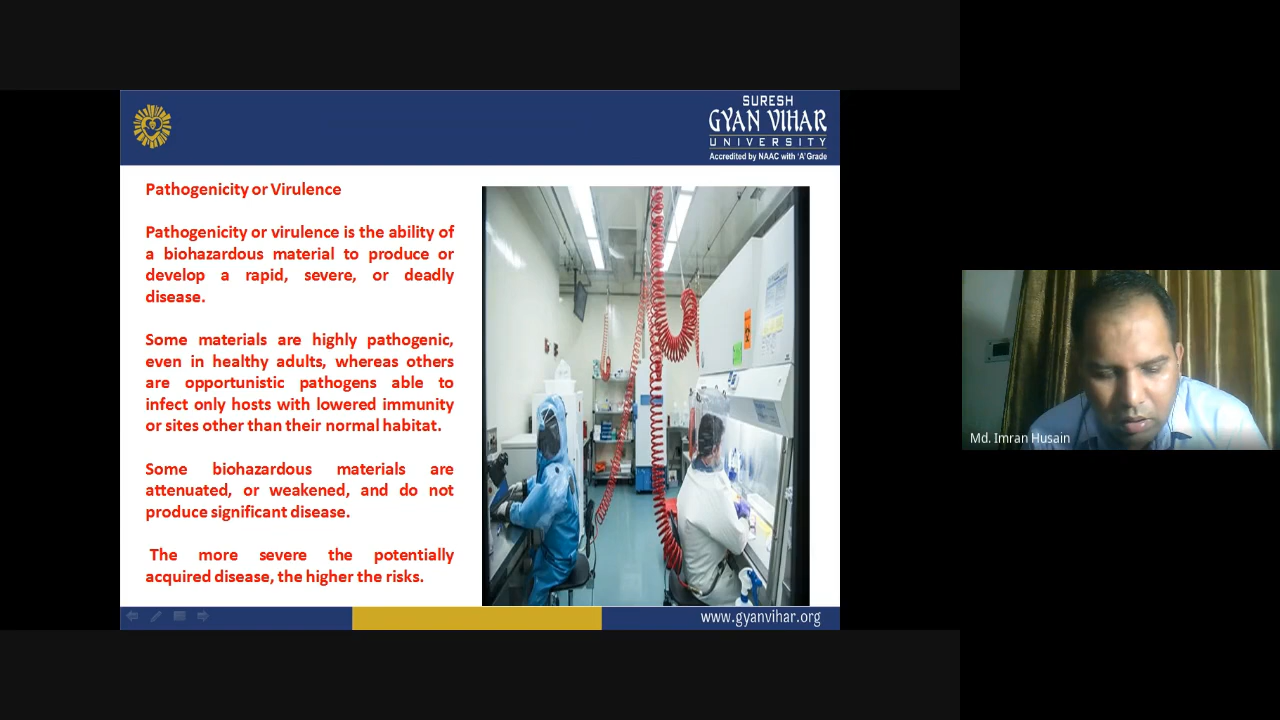 SURESH
GYAN VIHAR
UNIVERSITY
Accredited by NAAC with 'A' Grade
Pathogenicity or Virulence
Pathogenicity or virulence is the ability of
a biohazardous material to produce or
develop a rapid, severe, or deadly
disease.
Some materials are highly pathogenic,
even in healthy adults, whereas others
are opportunistic pathogens able to
infect only hosts with lowered immunity
or sites other than their normal habitat.
Some biohazardous materials are
attenuated, or weakened, and do not
produce significant disease.
The more severe the potentially
acquired disease, the higher the risks.
www.gyanvihar.org
Md. Imran Husain